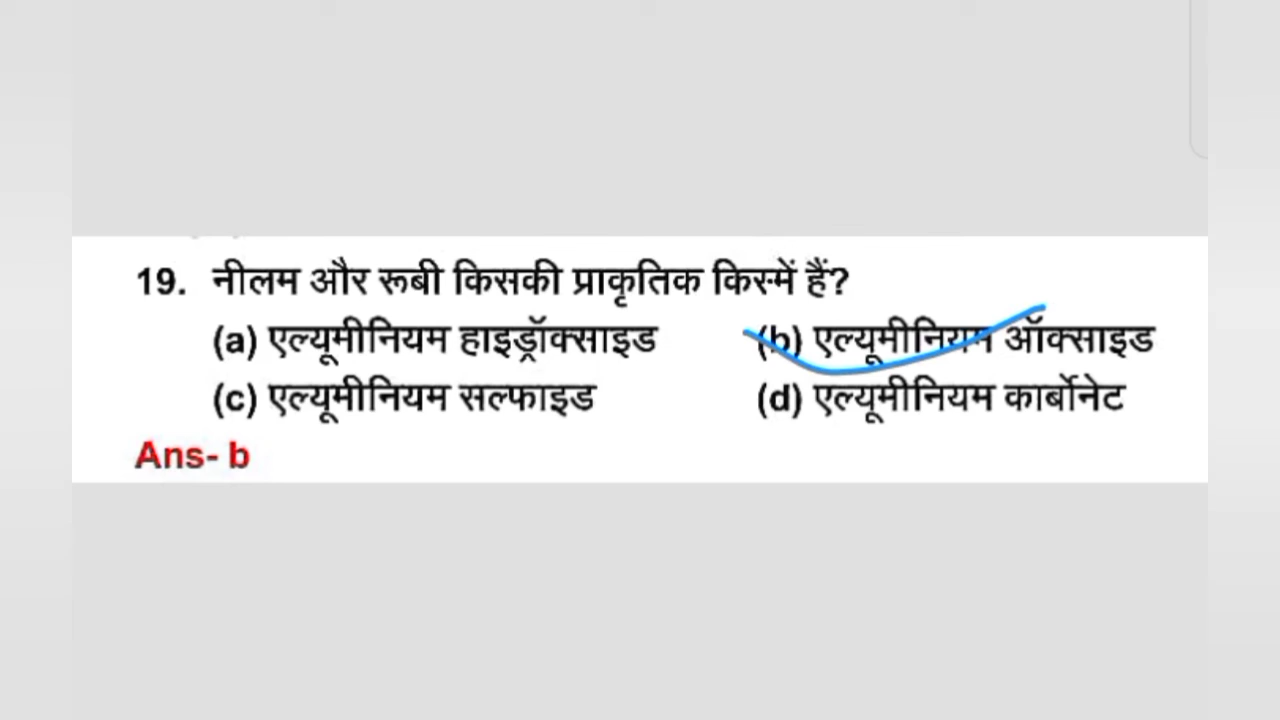 19. नीलम और रूबी किसकी प्राकृतिक किस्में हैं?
(a) एल्यूमीनियम हाइड्रॉक्साइड (b) एल्यूमीनियम ऑक्साइड
(c) एल्यूमीनियम सल्फाइड (d) एल्यूमीनियम कार्बोनेट
Ans- b